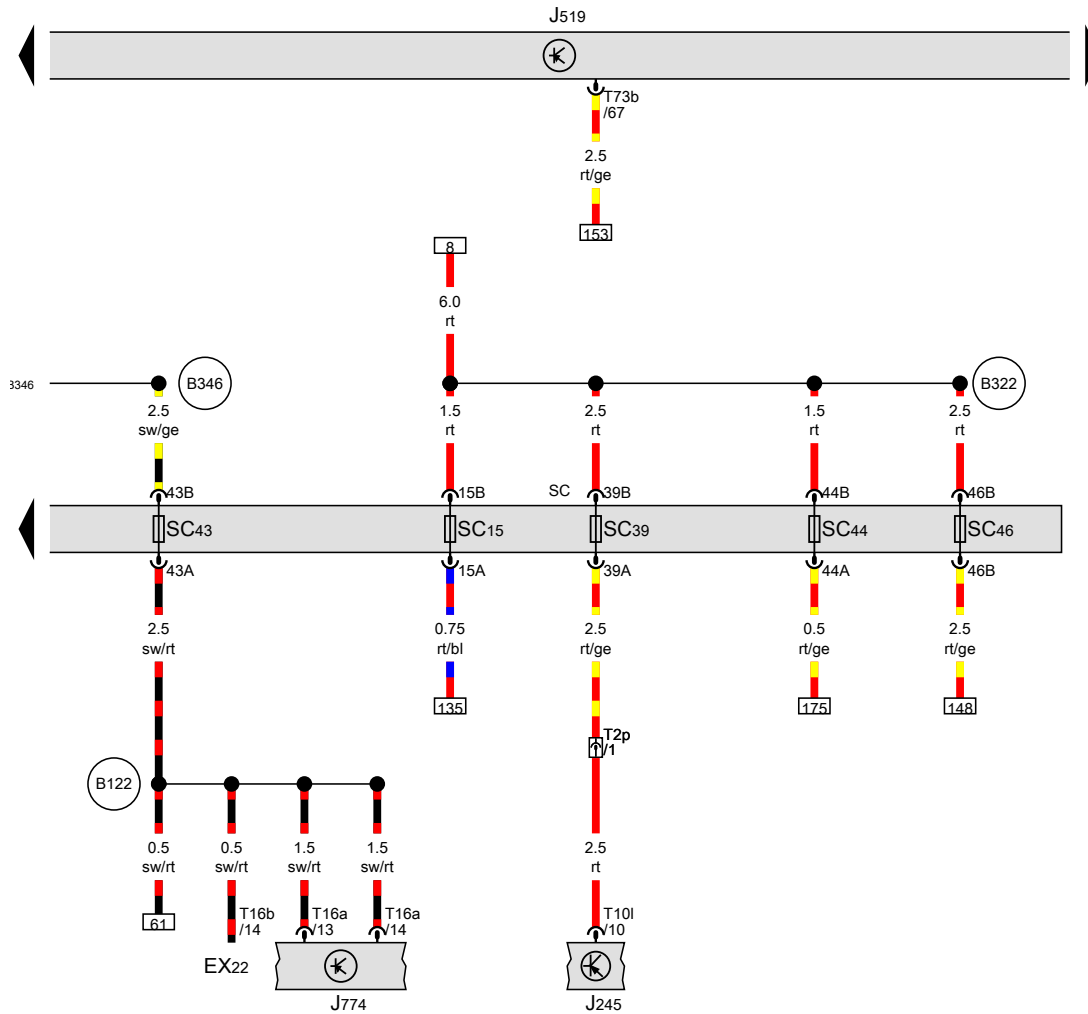 J519
T73b
/67
2.5
rt/ge
153
8
6.0
rt
B346
B346
B322
2.5
sw/ge
1.5
rt
2.5
rt
1.5
rt
2.5
rt
43B
15B
SC
39B
44B
46B
SC43
SC15
SC39
SC44
SC46
43A
15A
39A
44A
46B
2.5
sw/rt
0.75
rt/bl
2.5
rt/ge
0.5
rt/ge
2.5
rt/ge
135
175
148
T2p
/1
B122
0.5
sw/rt
0.5
sw/rt
1.5
sw/rt
1.5
sw/rt
2.5
rt
61
T16b
/14
T16a
/13
T16a
/14
T10l
/10
EX22
J774
J245